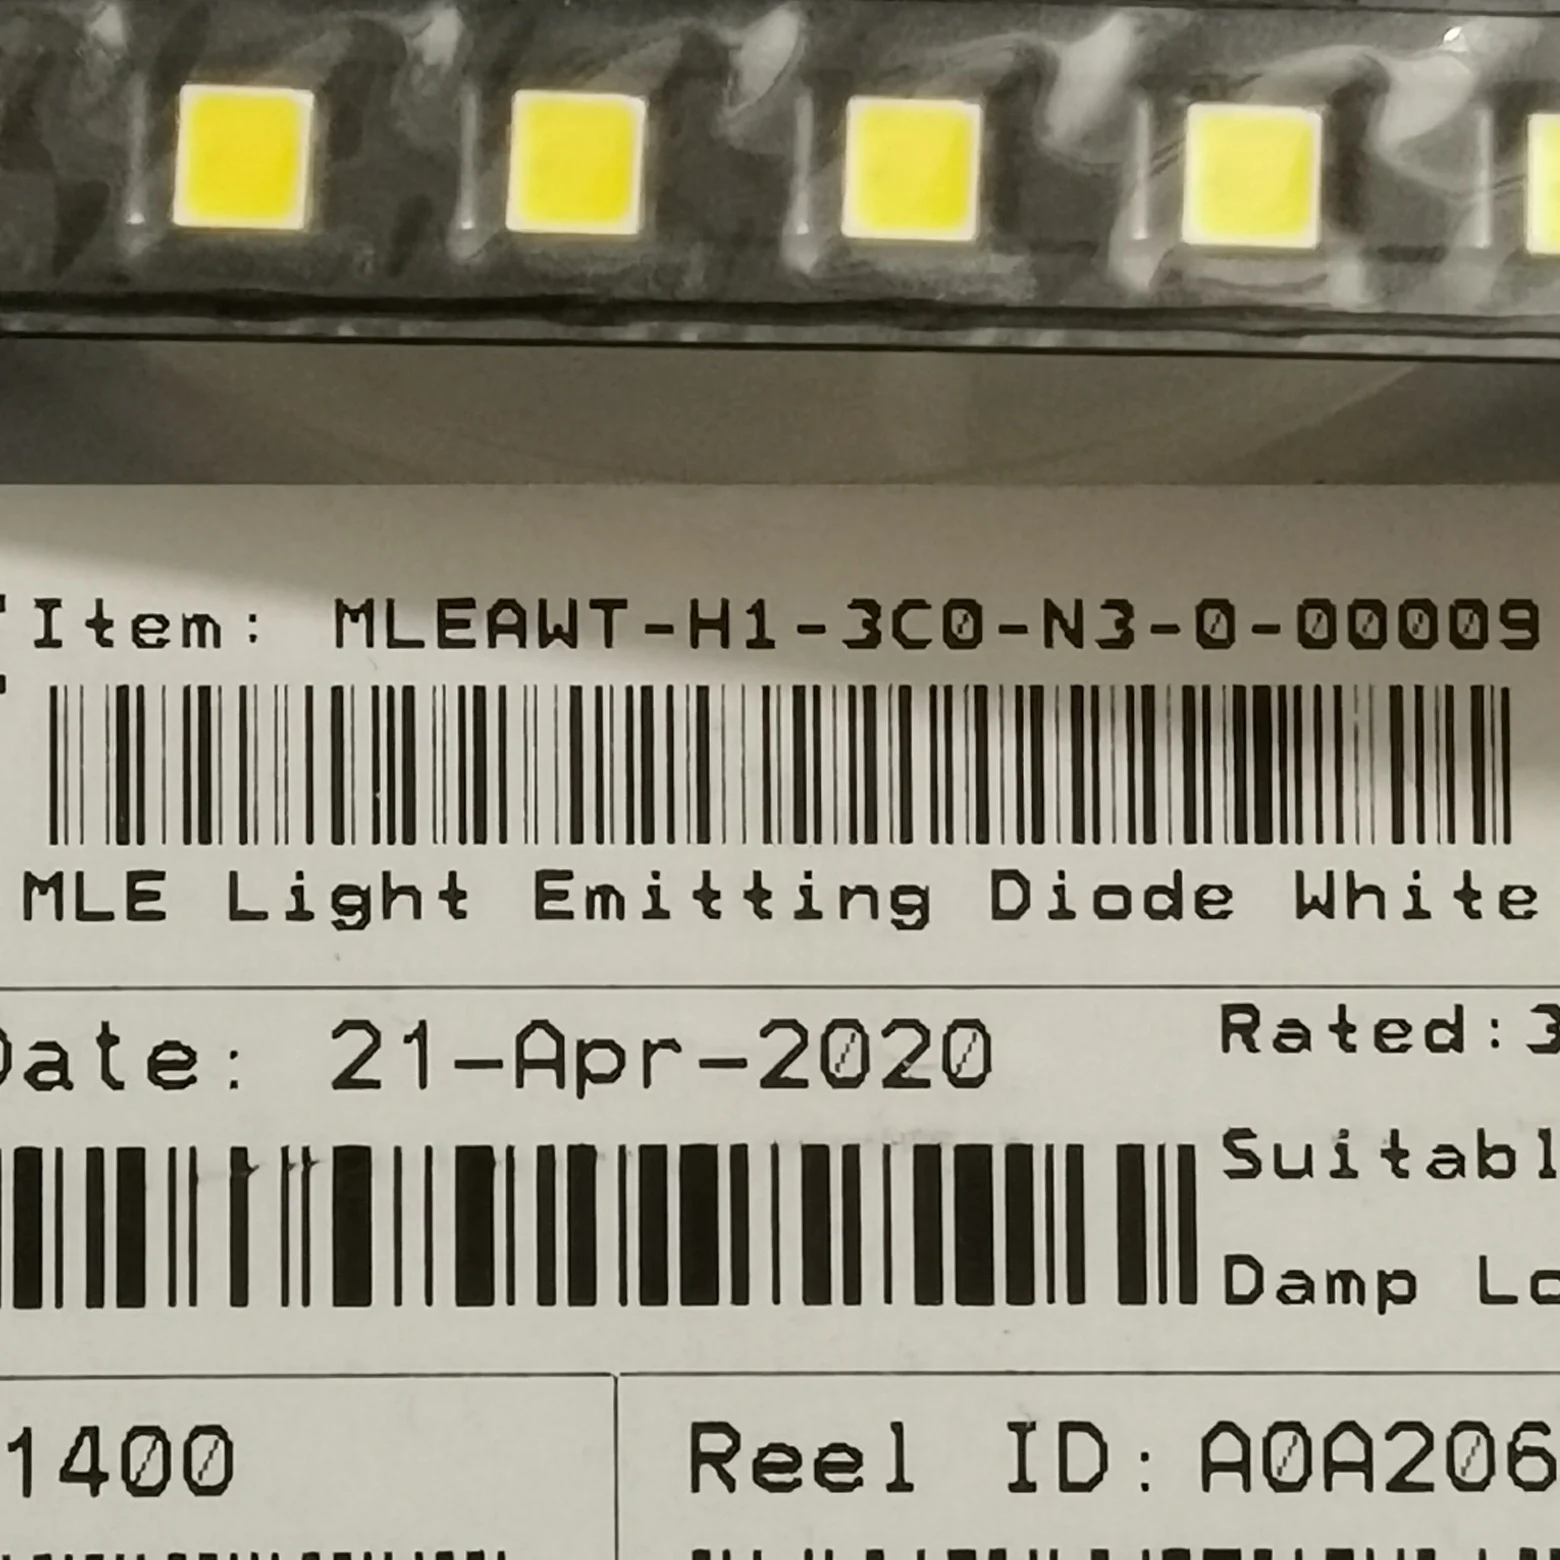 Item: MLEAWT-H1-3C0-N3-0-00009
MLE Light Emitting Diode White
Date: 21-Apr-2020
Rated:3
Suitabl
Damp Lo
1400
Reel ID: A0A206